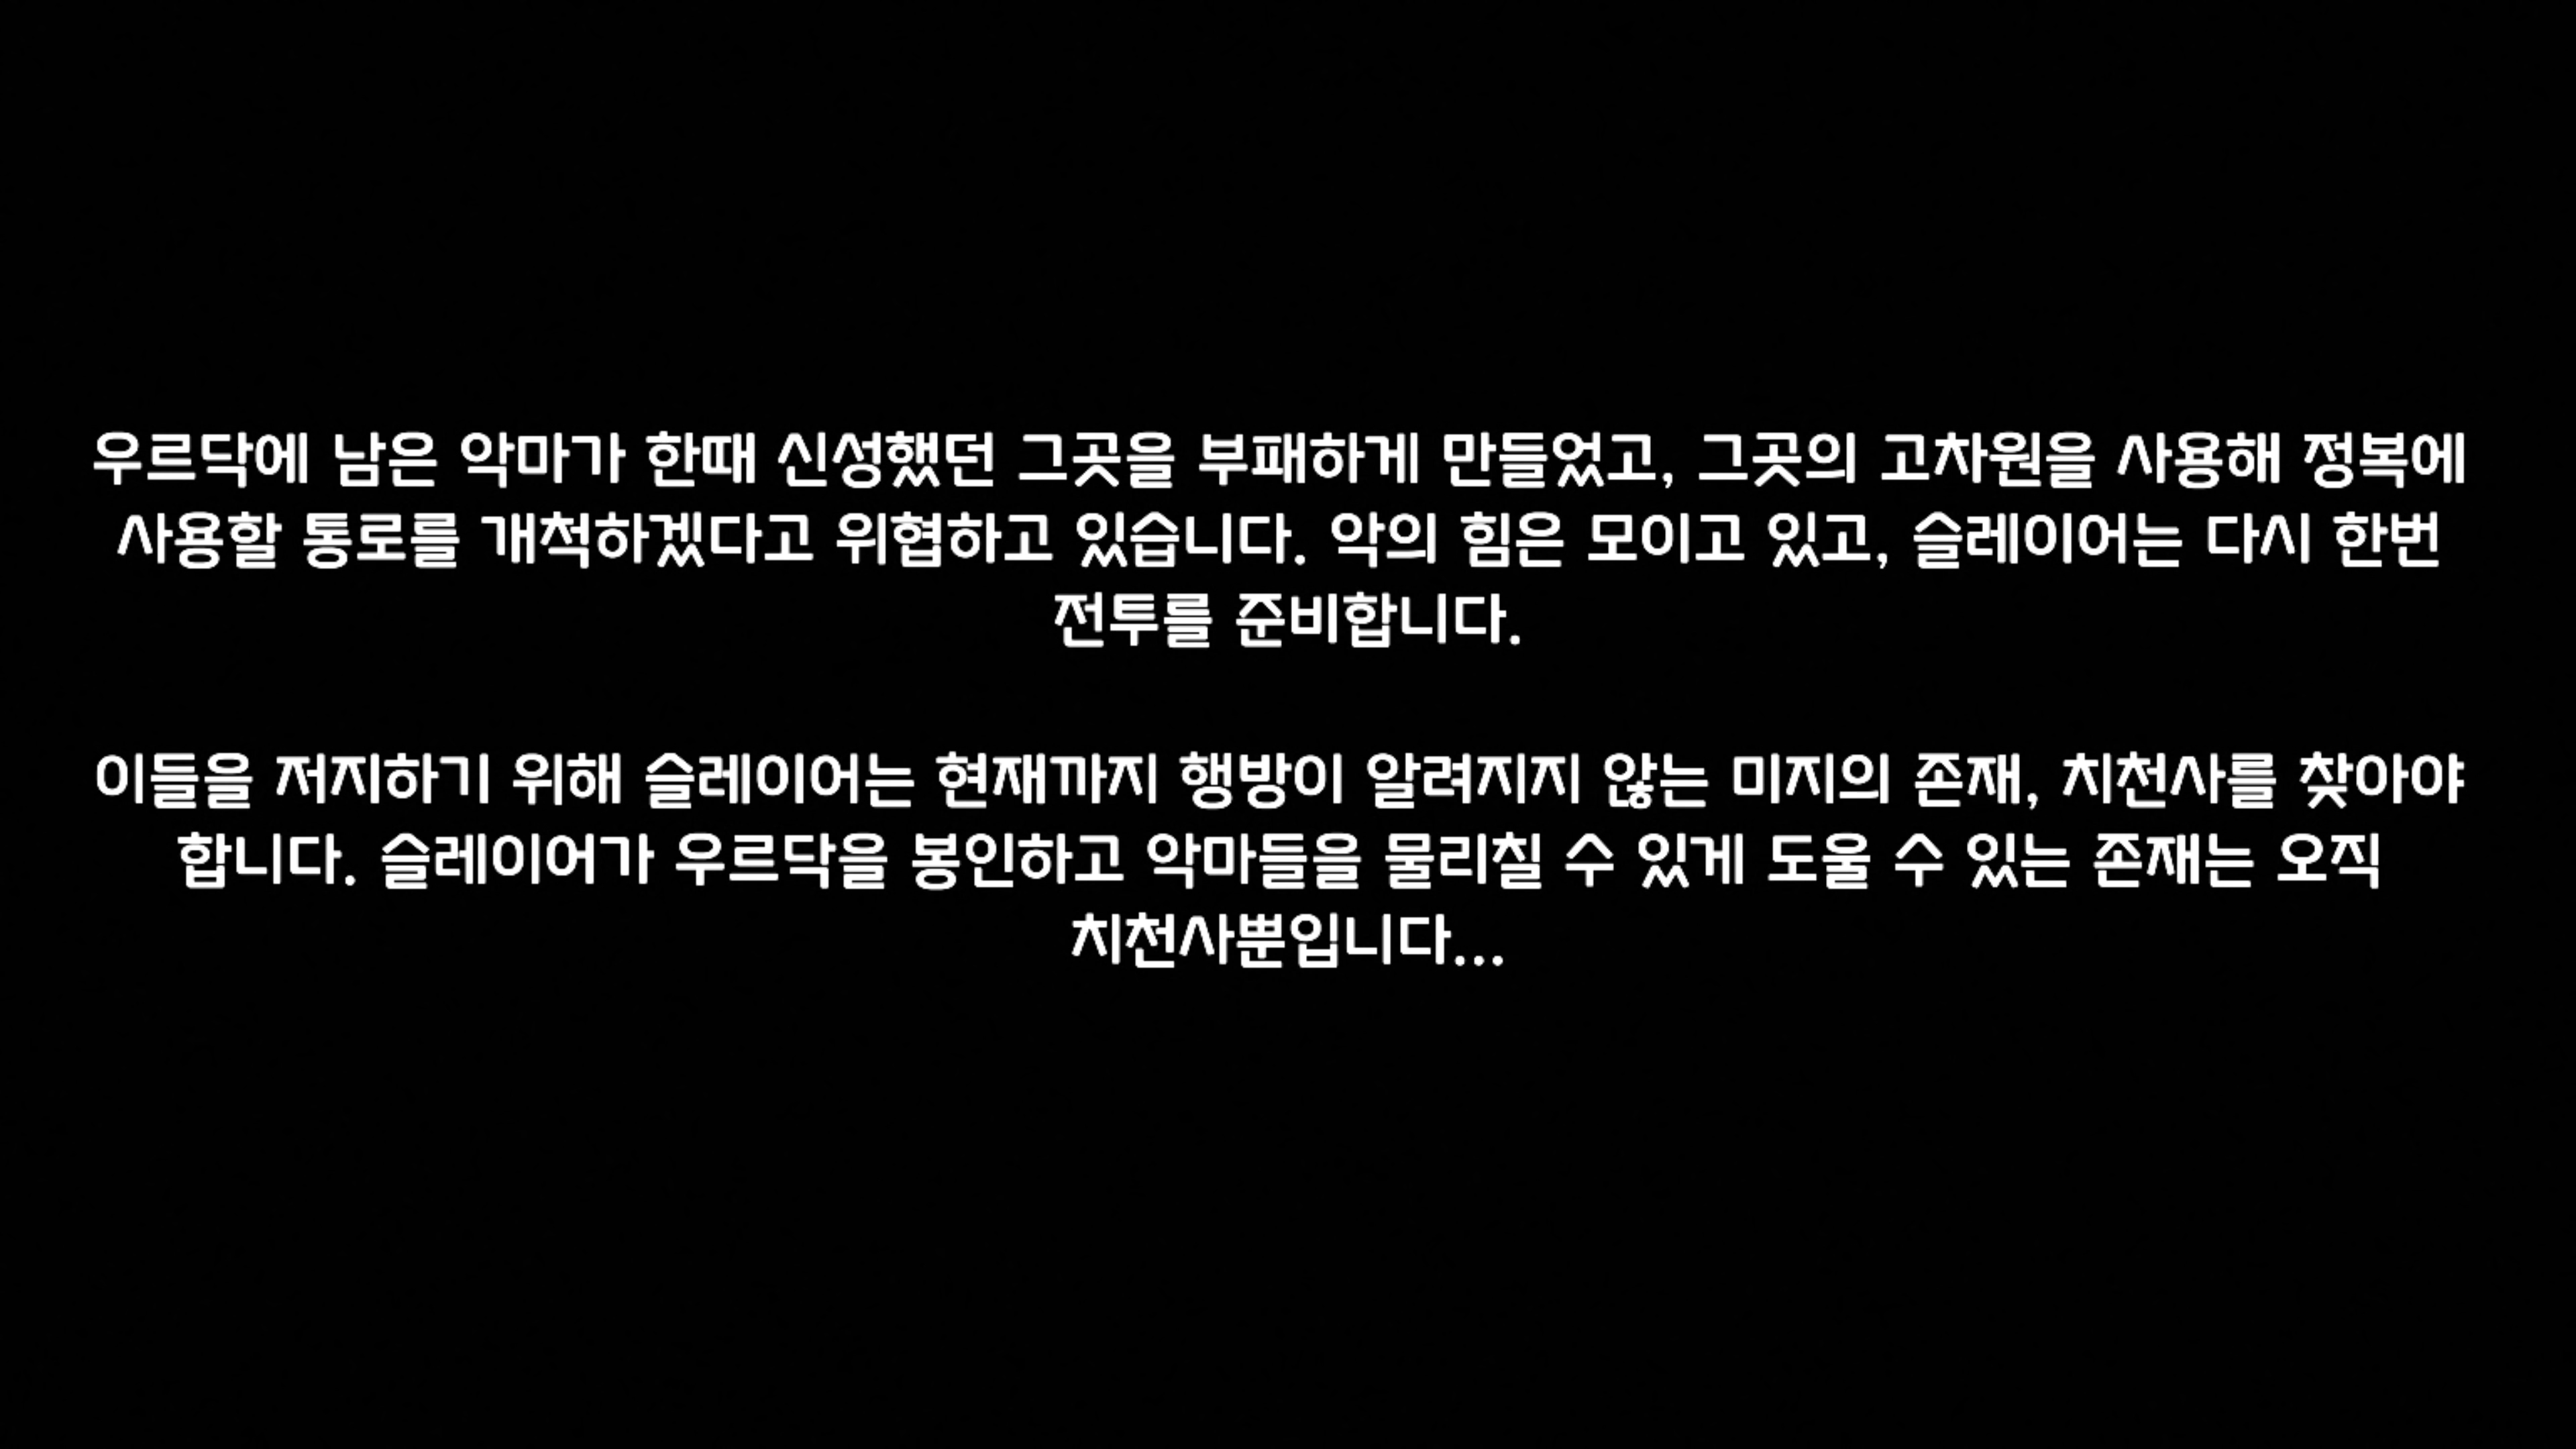 우르닥에 남은 악마가 한때 신성했던 그곳을 부패하게 만들었고, 그곳의 고차원을 사용해 정복에
사용할 통로를 개척하겠다고 위협하고 있습니다. 악의 힘은 모이고 있고, 슬레이어는 다시 한번
전투를 준비합니다.
이들을 저지하기 위해 슬레이어는 현재까지 행방이 알려지지 않는 미지의 존재, 치천사를 찾아야
합니다. 슬레이어가 우르닥을 봉인하고 악마들을 물리칠 수 있게 도울 수 있는 존재는 오직
치천사뿐입니다...